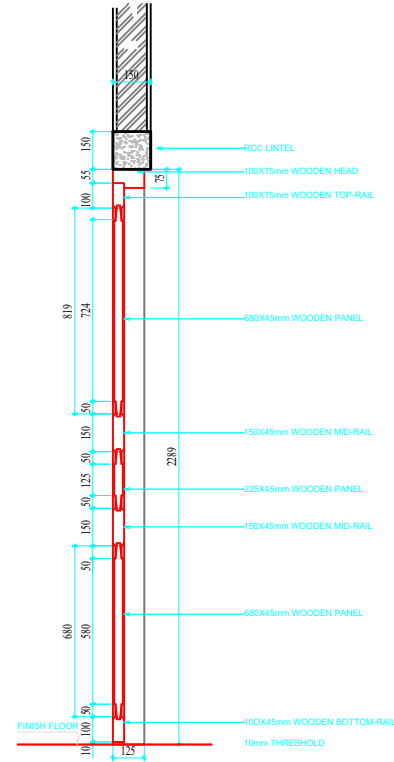 150
150
RCC LINTEL
55
75
100X75mm WOODEN HEAD
100
100X75mm WOODEN TOP-RAIL
819
724
680X45mm WOODEN PANEL
50
150
150X45mm WOODEN MID-RAIL
2289
50
125
225X45mm WOODEN PANEL
50
150
150X45mm WOODEN MID-RAIL
50
680
580
680X45mm WOODEN PANEL
50
FINISH FLOOR
100
100X45mm WOODEN BOTTOM-RAIL
10
125
10mm THRESHOLD